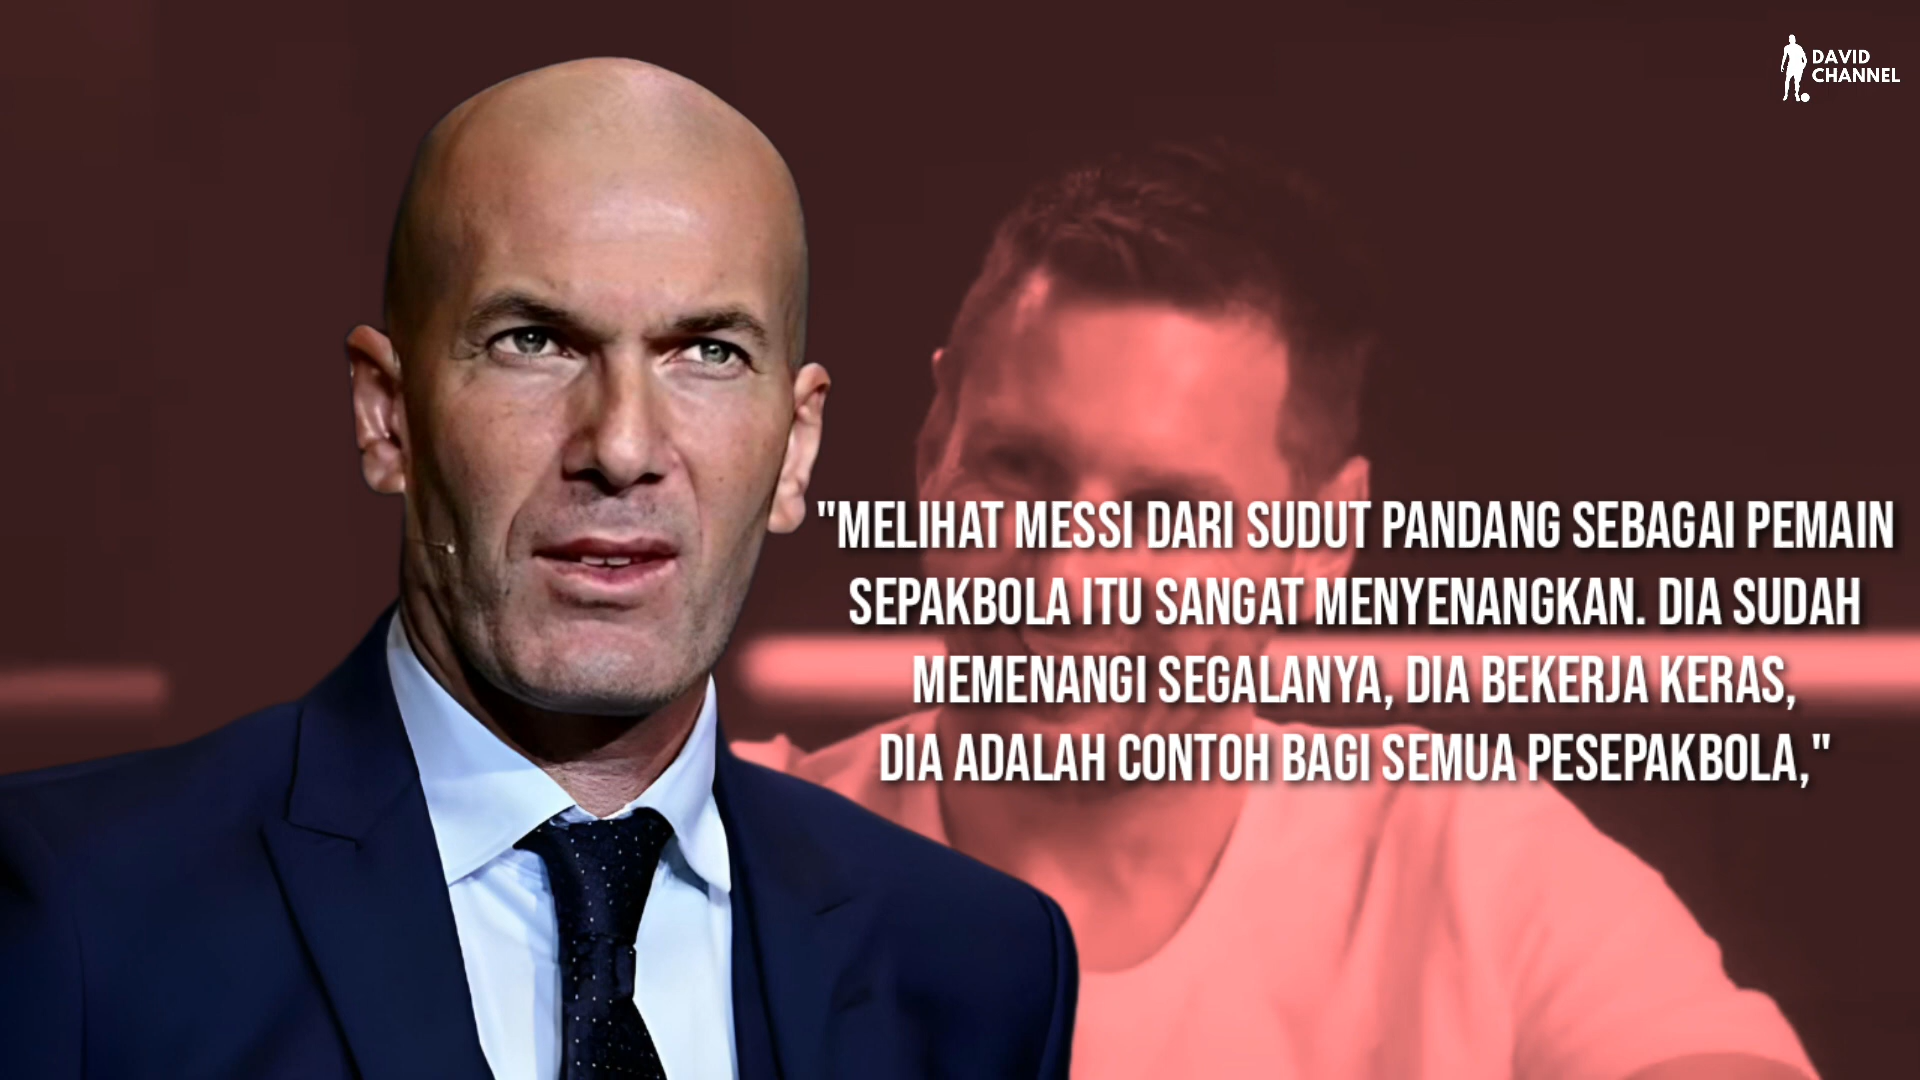 DAVID
CHANNEL
"MELIHAT MESSI DARI SUDUT PANDANG SEBAGAI PEMAIN
SEPAKBOLA ITU SANGAT MENYENANGKAN. DIA SUDAH
MEMENANGI SEGALANYA, DIA BEKERJA KERAS,
DIA ADALAH CONTOH BAGI SEMUA PESEPAKBOLA,"